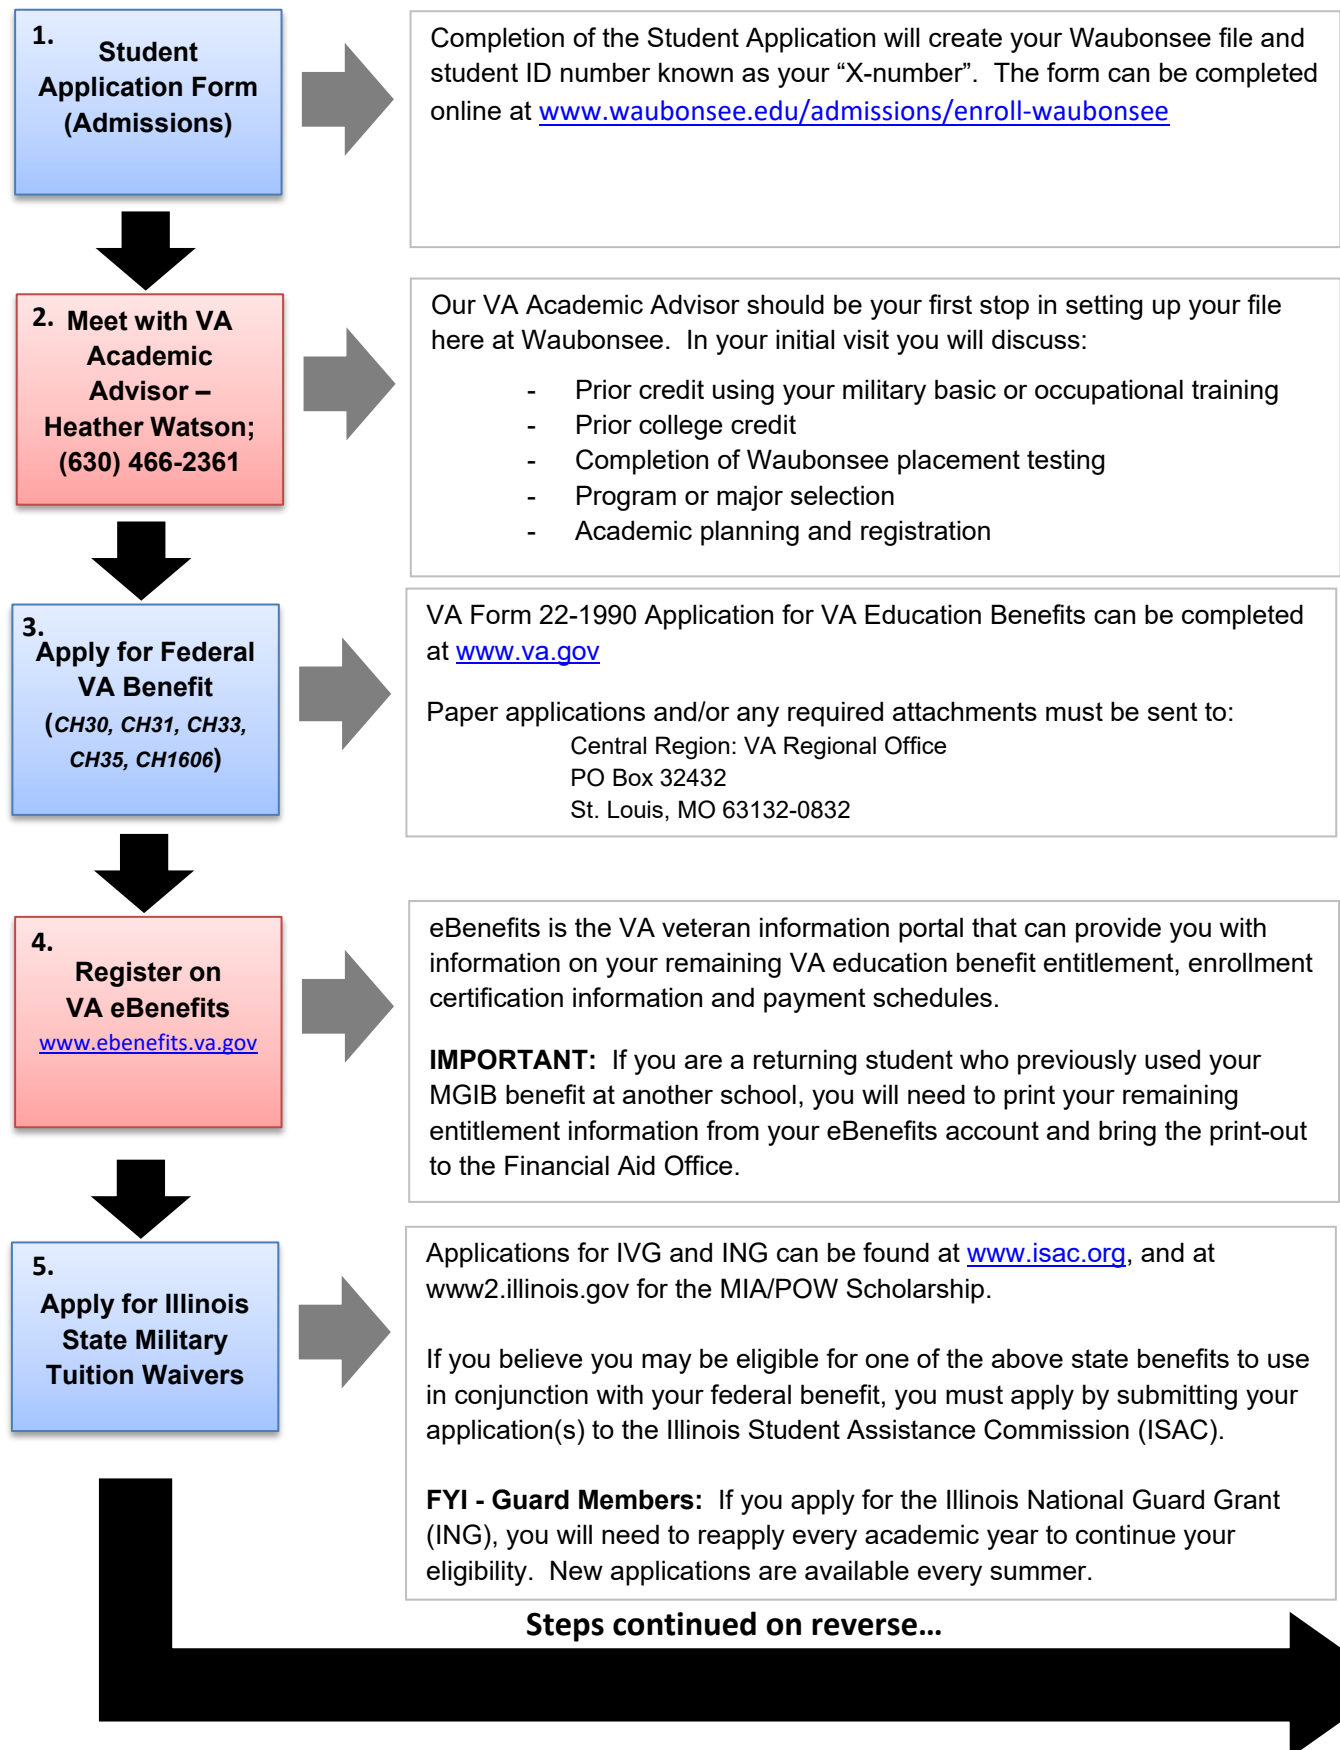 1.
Student
Application Form
(Admissions)
Completion of the Student Application will create your Waubonsee file and
student ID number known as your “X-number”.  The form can be completed
online at www.waubonsee.edu/admissions/enroll-waubonsee
2. Meet with VA
Academic
Advisor –
Heather Watson;
(630) 466-2361
Our VA Academic Advisor should be your first stop in setting up your file
here at Waubonsee.  In your initial visit you will discuss:
- Prior credit using your military basic or occupational training
- Prior college credit
- Completion of Waubonsee placement testing
- Program or major selection
- Academic planning and registration
3.
Apply for Federal
VA Benefit
(CH30, CH31, CH33,
CH35, CH1606)
VA Form 22-1990 Application for VA Education Benefits can be completed
at www.va.gov
Paper applications and/or any required attachments must be sent to:
Central Region: VA Regional Office
PO Box 32432
St. Louis, MO 63132-0832
4.
Register on
VA eBenefits
www.ebenefits.va.gov
eBenefits is the VA veteran information portal that can provide you with
information on your remaining VA education benefit entitlement, enrollment
certification information and payment schedules.
IMPORTANT:  If you are a returning student who previously used your
MGIB benefit at another school, you will need to print your remaining
entitlement information from your eBenefits account and bring the print-out
to the Financial Aid Office.
5.
Apply for Illinois
State Military
Tuition Waivers
Applications for IVG and ING can be found at www.isac.org, and at
www2.illinois.gov for the MIA/POW Scholarship.
If you believe you may be eligible for one of the above state benefits to use
in conjunction with your federal benefit, you must apply by submitting your
application(s) to the Illinois Student Assistance Commission (ISAC).
FYI - Guard Members:  If you apply for the Illinois National Guard Grant
(ING), you will need to reapply every academic year to continue your
eligibility.  New applications are available every summer.
Steps continued on reverse…